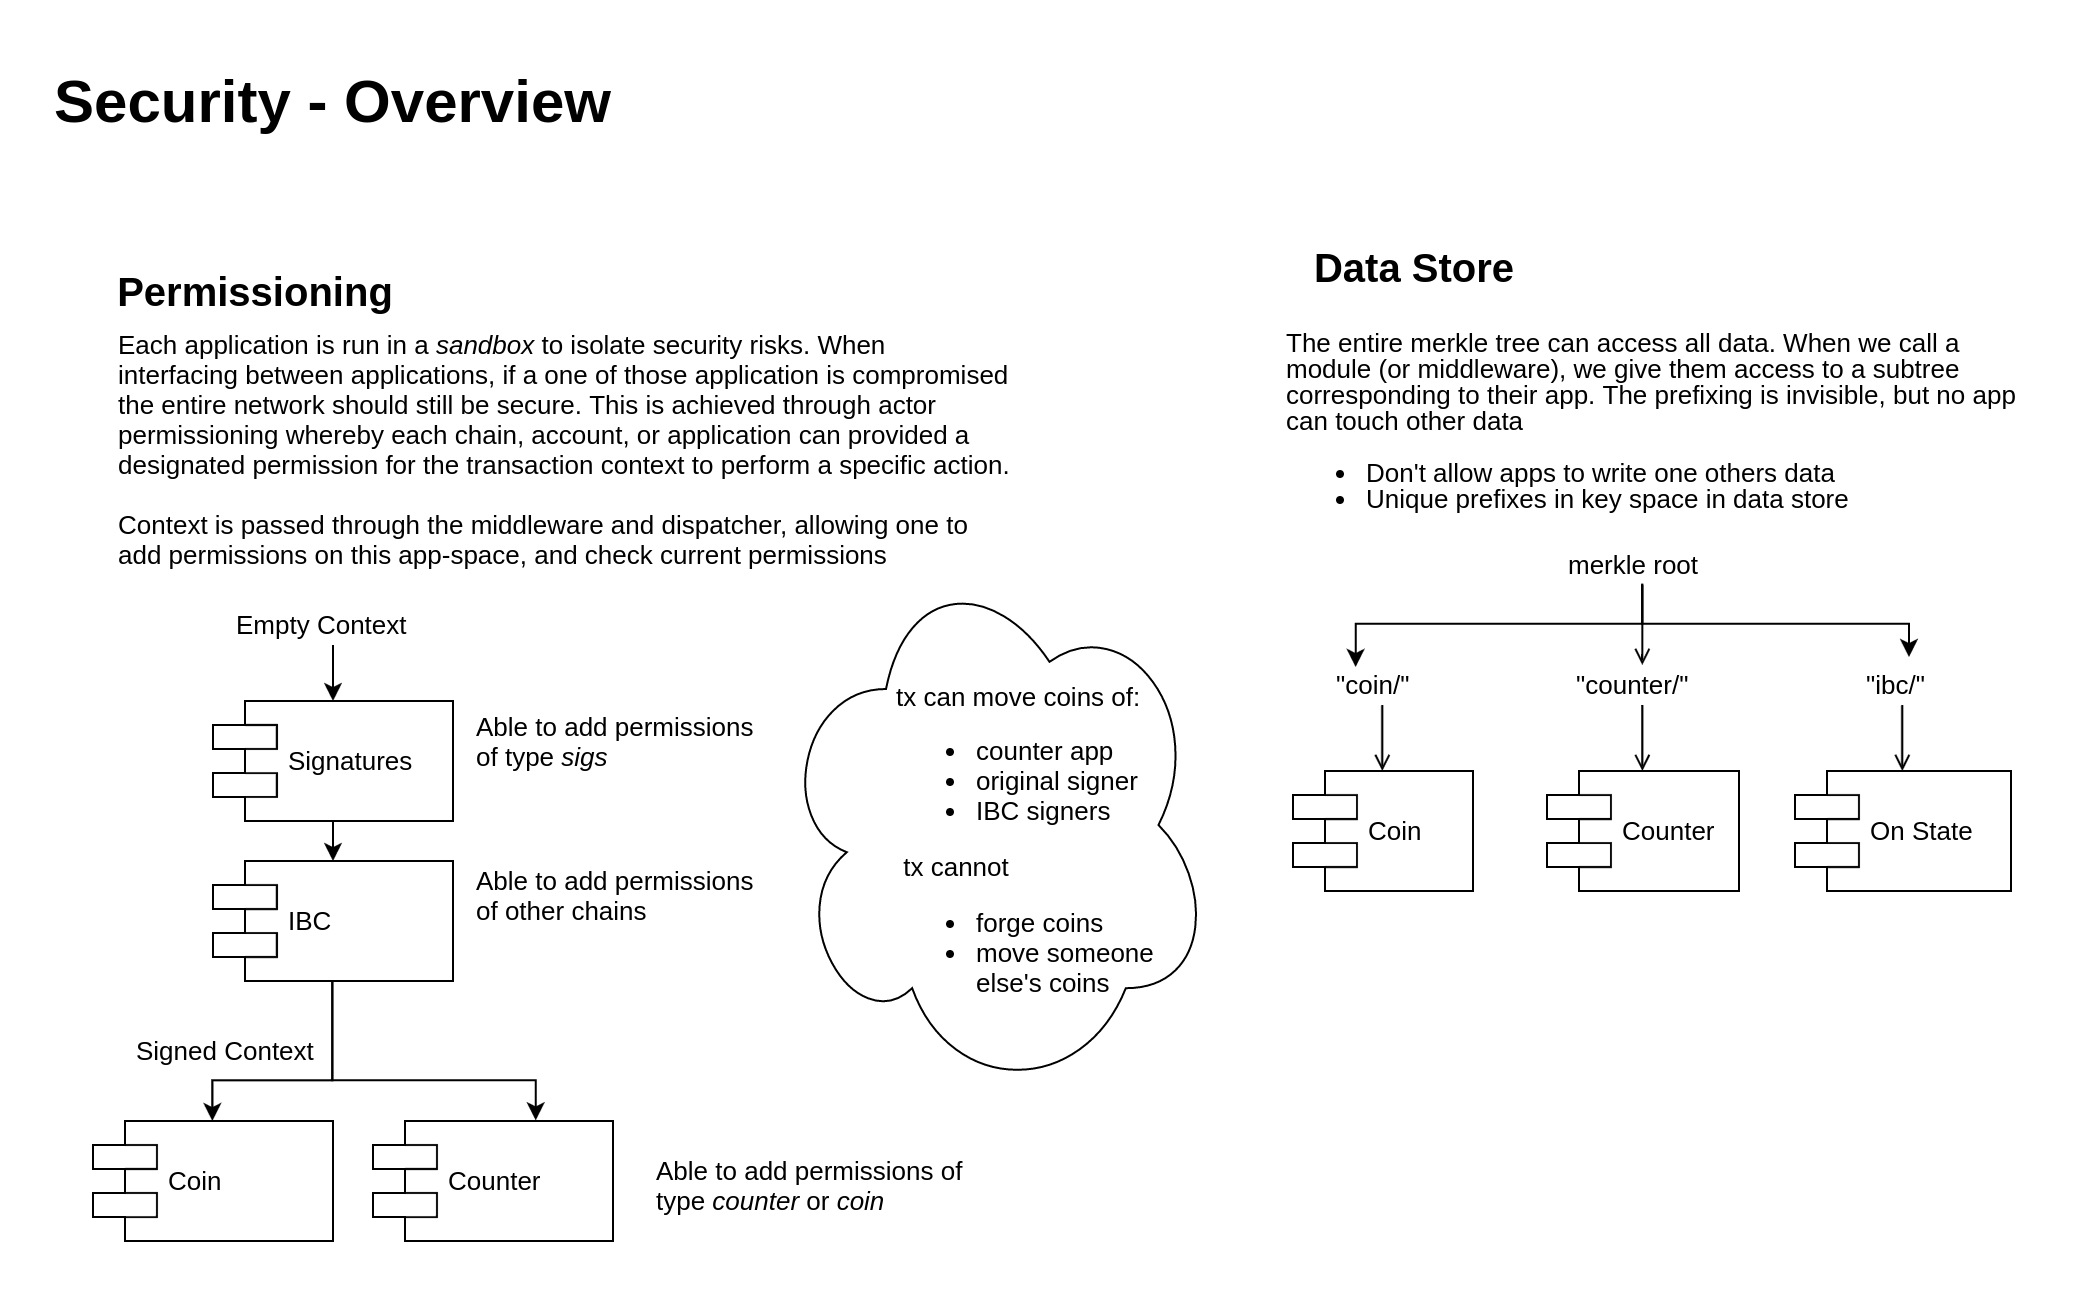 Security - Overview
Permissioning
Each application is run in a sandbox to isolate security risks. When
interfacing between applications, if a one of those application is compromised
the entire network should still be secure. This is achieved through actor
permissioning whereby each chain, account, or application can provided a
designated permission for the transaction context to perform a specific action.
Context is passed through the middleware and dispatcher, allowing one to
add permissions on this app-space, and check current permissions
Empty Context
Signatures
Able to add permissions
of type sigs
IBC
Able to add permissions
of other chains
Signed Context
Coin
Counter
Able to add permissions of
type counter or coin
tx can move coins of:
• counter app
• original signer
• IBC signers
tx cannot
• forge coins
• move someone
else's coins
Data Store
The entire merkle tree can access all data. When we call a
module (or middleware), we give them access to a subtree
corresponding to their app. The prefixing is invisible, but no app
can touch other data
• Don't allow apps to write one others data
• Unique prefixes in key space in data store
merkle root
"coin/"
"counter/"
"ibc/"
Coin
Counter
On State